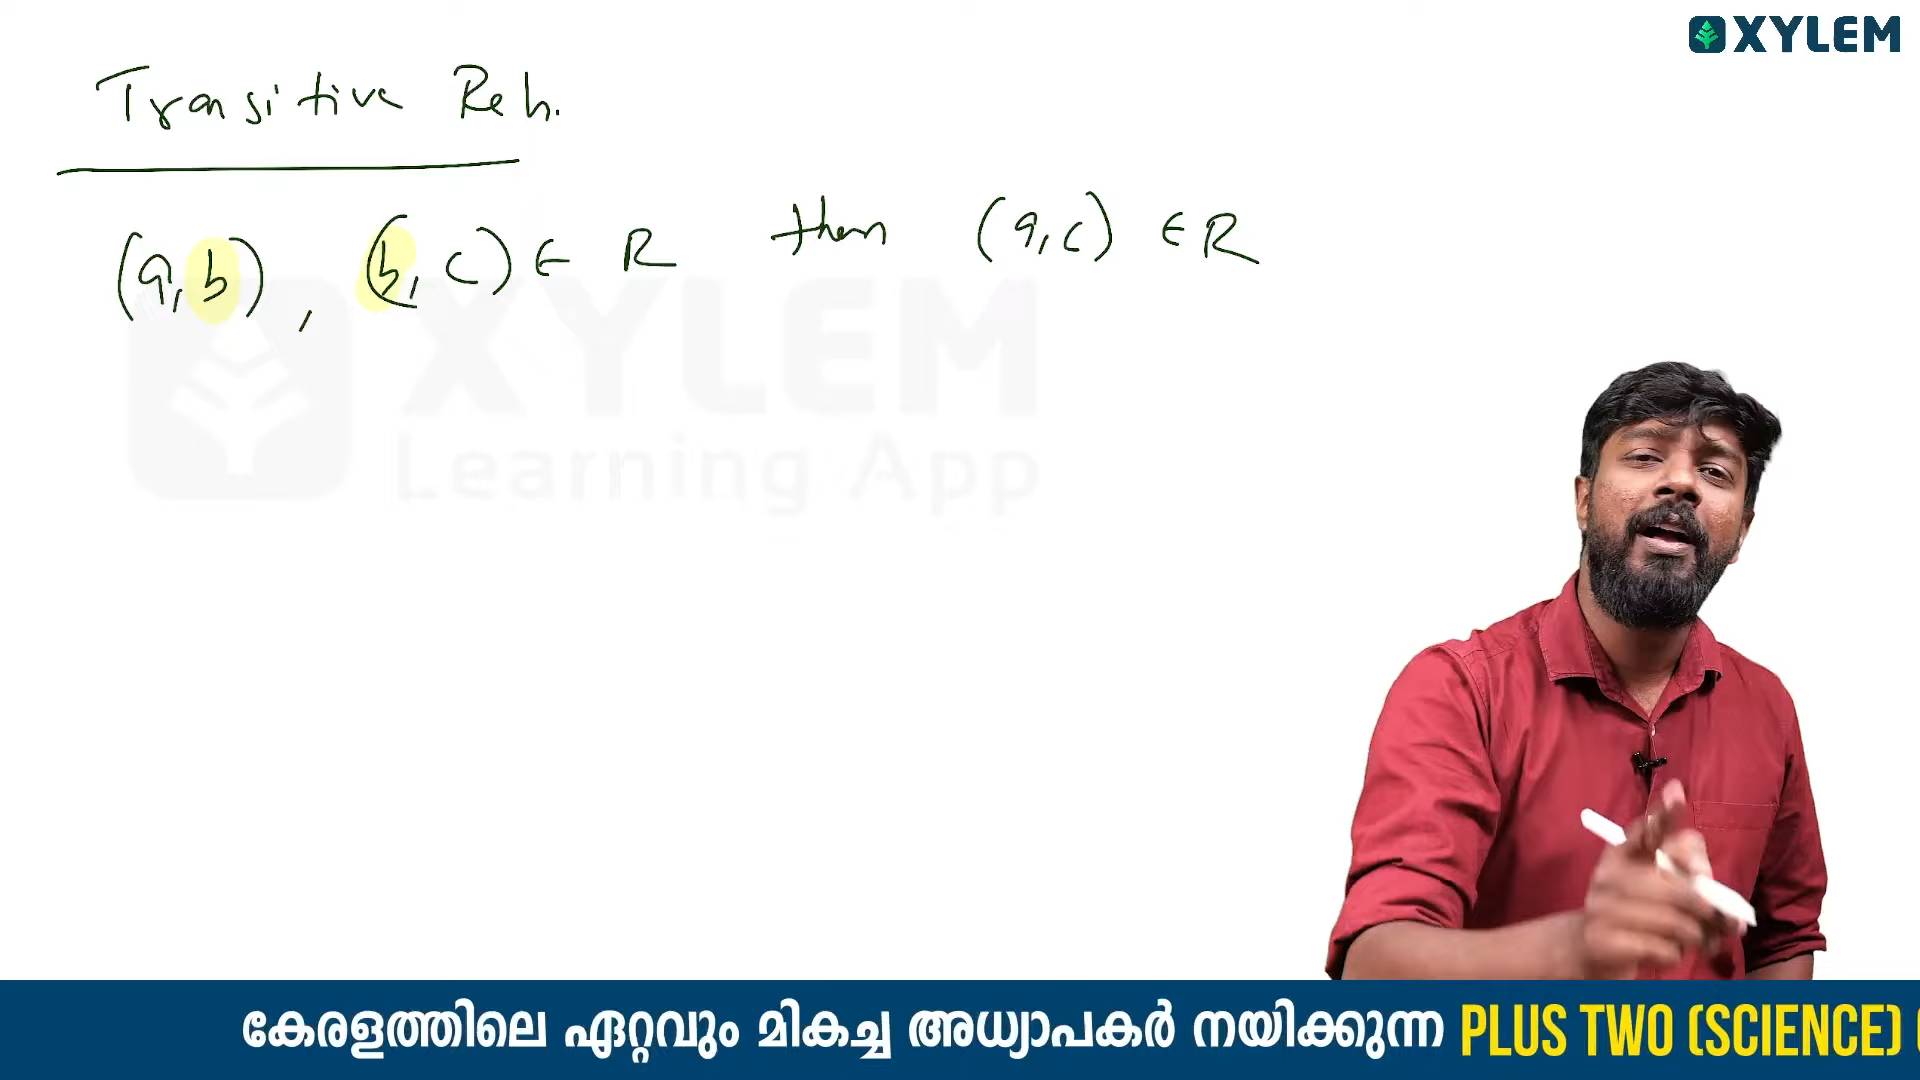 XYLEM
Transitive Reln.
(a,b) , (b,c) ∈ R then (a,c) ∈ R
XYLEM
Learning App
കേരളത്തിലെ ഏറ്റവും മികച്ച അധ്യാപകർ നയിക്കുന്ന PLUS TWO (SCIENCE) (